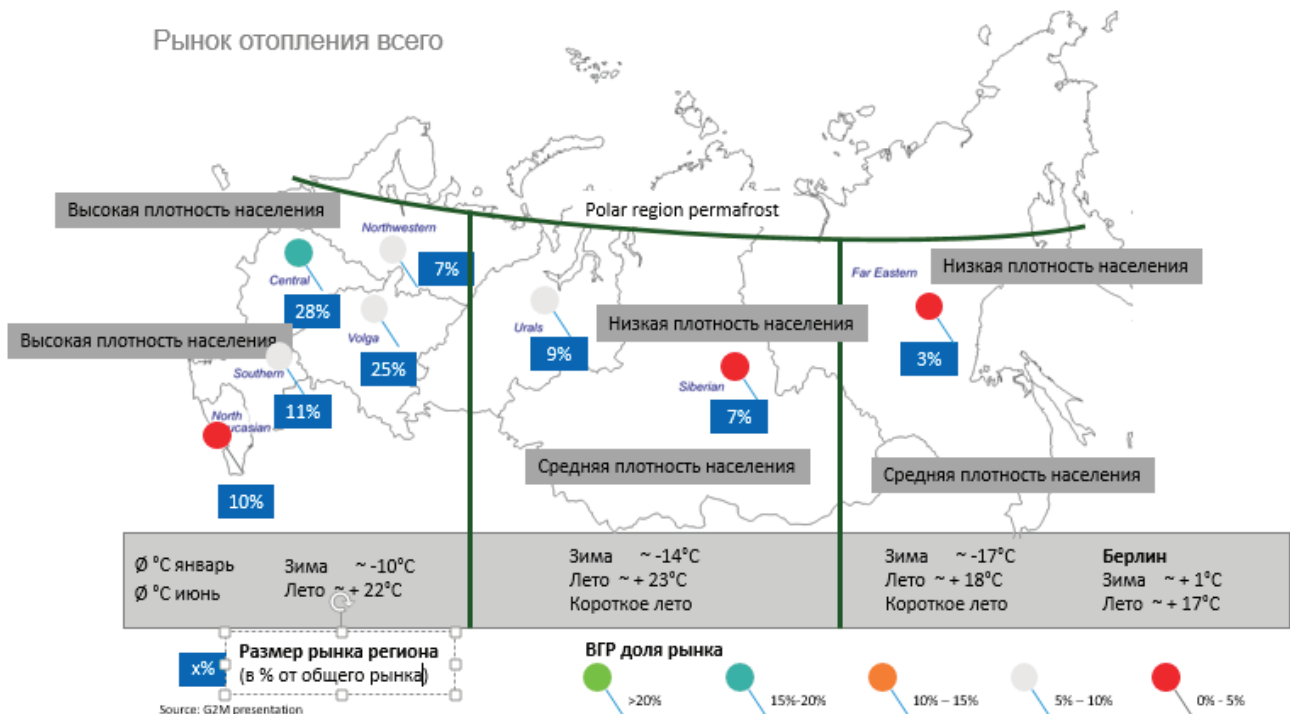 Рынок отопления всего
Высокая плотность населения
Polar region permafrost
Northwestern
7%
Central
28%
Far Eastern
Низкая плотность населения
3%
Urals
9%
Низкая плотность населения
Высокая плотность населения
Volga
25%
Southern
11%
Siberian
7%
North
10%
Средняя плотность населения
Средняя плотность населения
Ø °C январь
Ø °C июнь
Зима ~ -10°C
Лето ~ + 22°C
Зима ~ -14°C
Лето ~ + 23°C
Короткое лето
Зима ~ -17°C
Лето ~ + 18°C
Короткое лето
Берлин
Зима ~ + 1°C
Лето ~ + 17°C
x%
Размер рынка региона
(в % от общего рынка)
Source: G2M presentation
ВГР доля рынка
>20%
15%-20%
10% – 15%
5% – 10%
0% - 5%